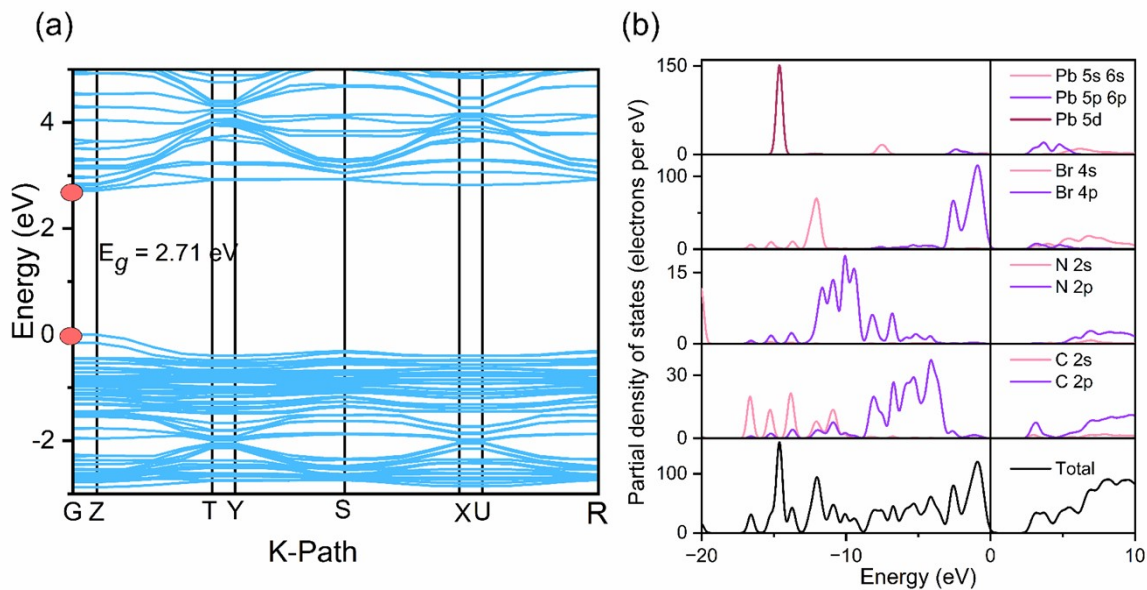 (a)
Energy (eV)
4
2
0
-2
E_g = 2.71 eV
G Z T Y S X U R
K-Path
(b)
Partial density of states (electrons per eV)
150
0
Pb 5s 6s
Pb 5p 6p
Pb 5d
100
0
Br 4s
Br 4p
15
0
N 2s
N 2p
30
0
C 2s
C 2p
100
0
Total
−20 −10 0 10
Energy (eV)